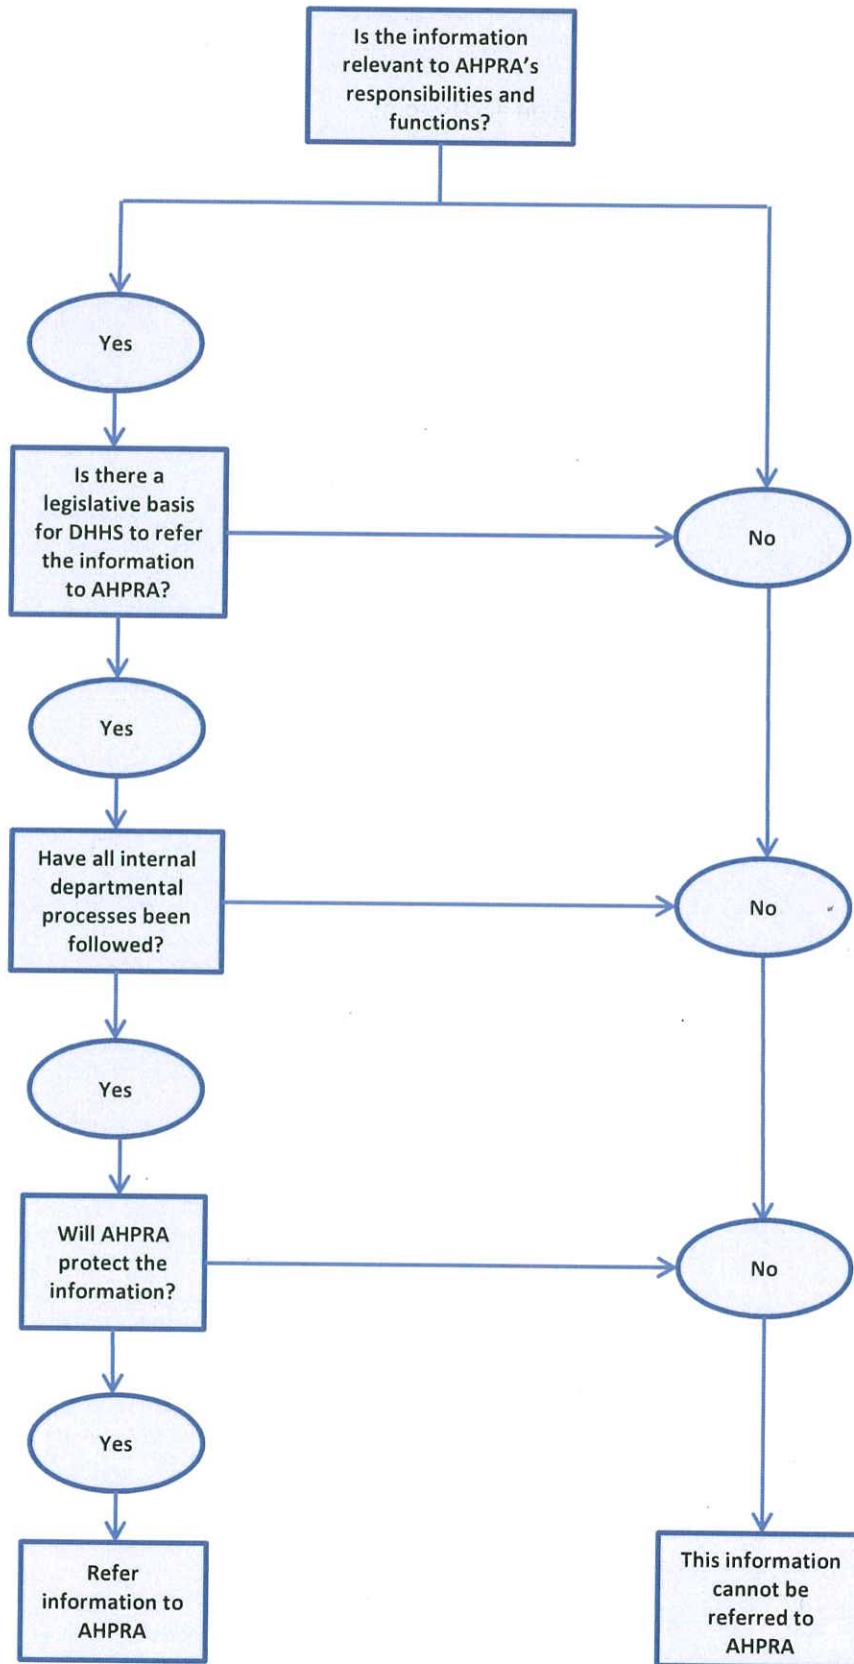 Is the information
relevant to AHPRA's
responsibilities and
functions?
Yes
Is there a
legislative basis
for DHHS to refer
the information
to AHPRA?
No
Yes
Have all internal
departmental
processes been
followed?
No
Yes
Will AHPRA
protect the
information?
No
Yes
Refer
information to
AHPRA
This information
cannot be
referred to
AHPRA